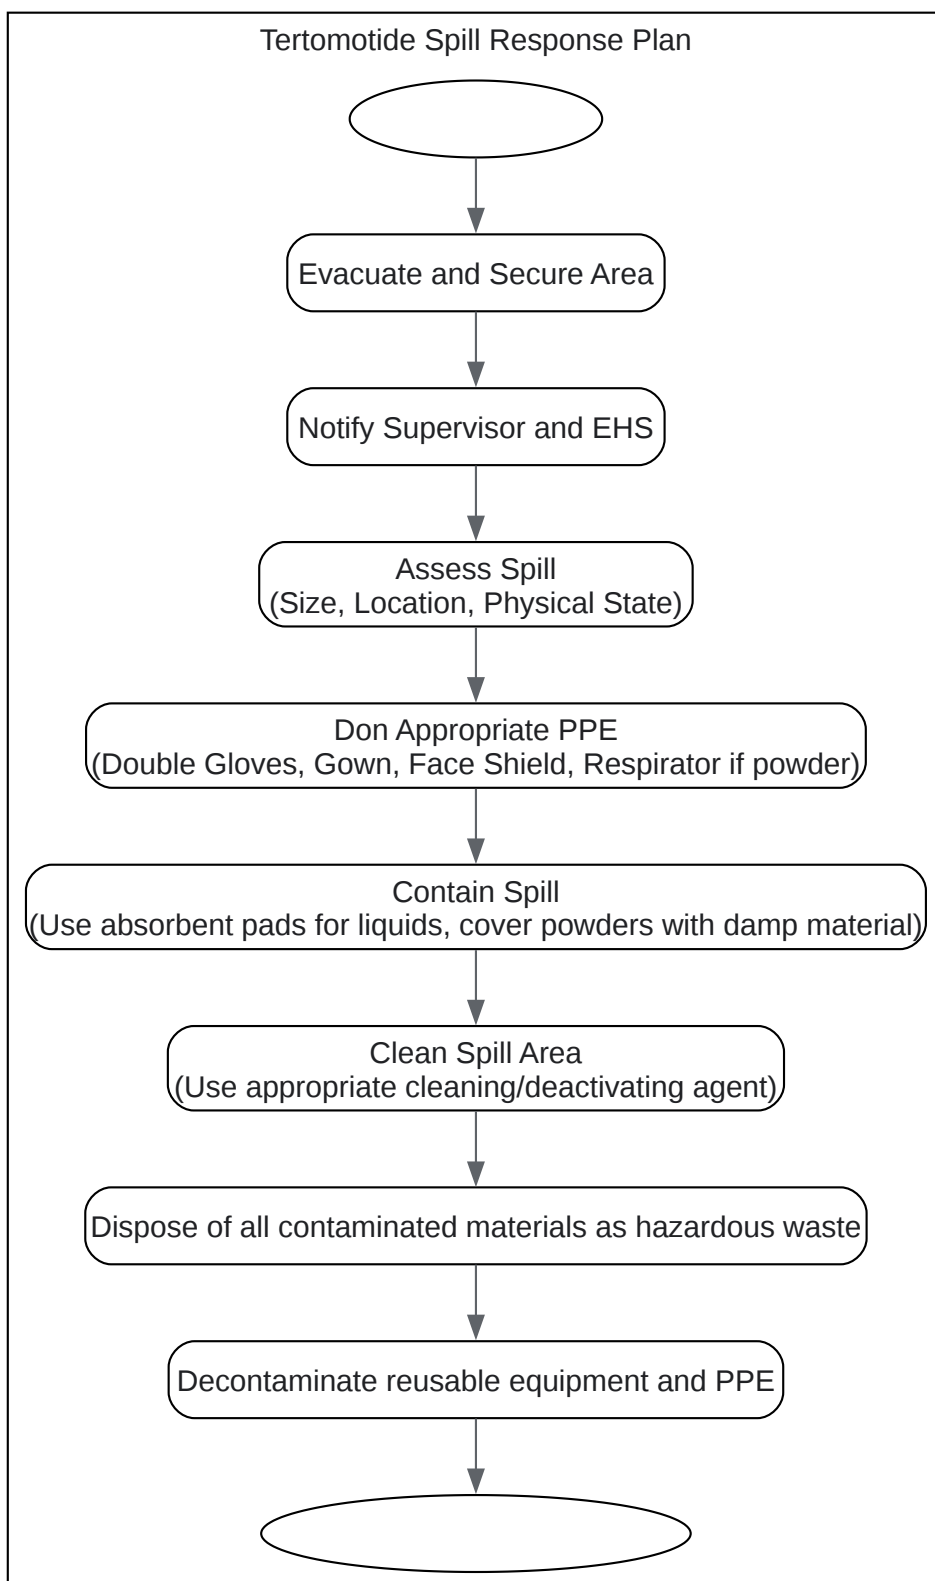 Tertomotide Spill Response Plan
Evacuate and Secure Area
Notify Supervisor and EHS
Assess Spill
(Size, Location, Physical State)
Don Appropriate PPE
(Double Gloves, Gown, Face Shield, Respirator if powder)
Contain Spill
(Use absorbent pads for liquids, cover powders with damp material)
Clean Spill Area
(Use appropriate cleaning/deactivating agent)
Dispose of all contaminated materials as hazardous waste
Decontaminate reusable equipment and PPE